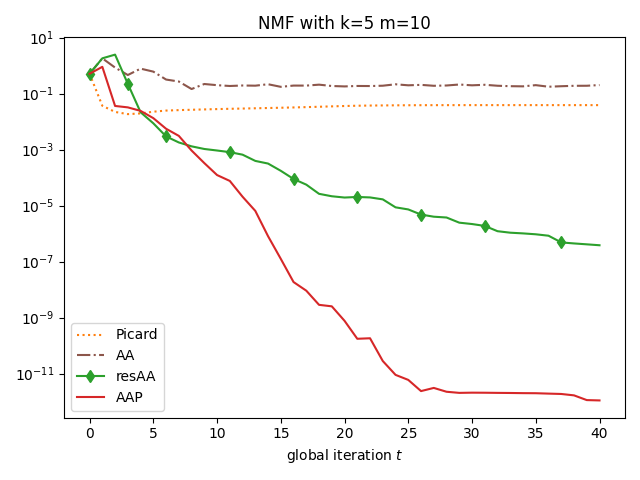 NMF with k=5 m=10
10^1
10^-1
10^-3
10^-5
10^-7
10^-9
10^-11
Picard
AA
resAA
AAP
0 5 10 15 20 25 30 35 40
global iteration t